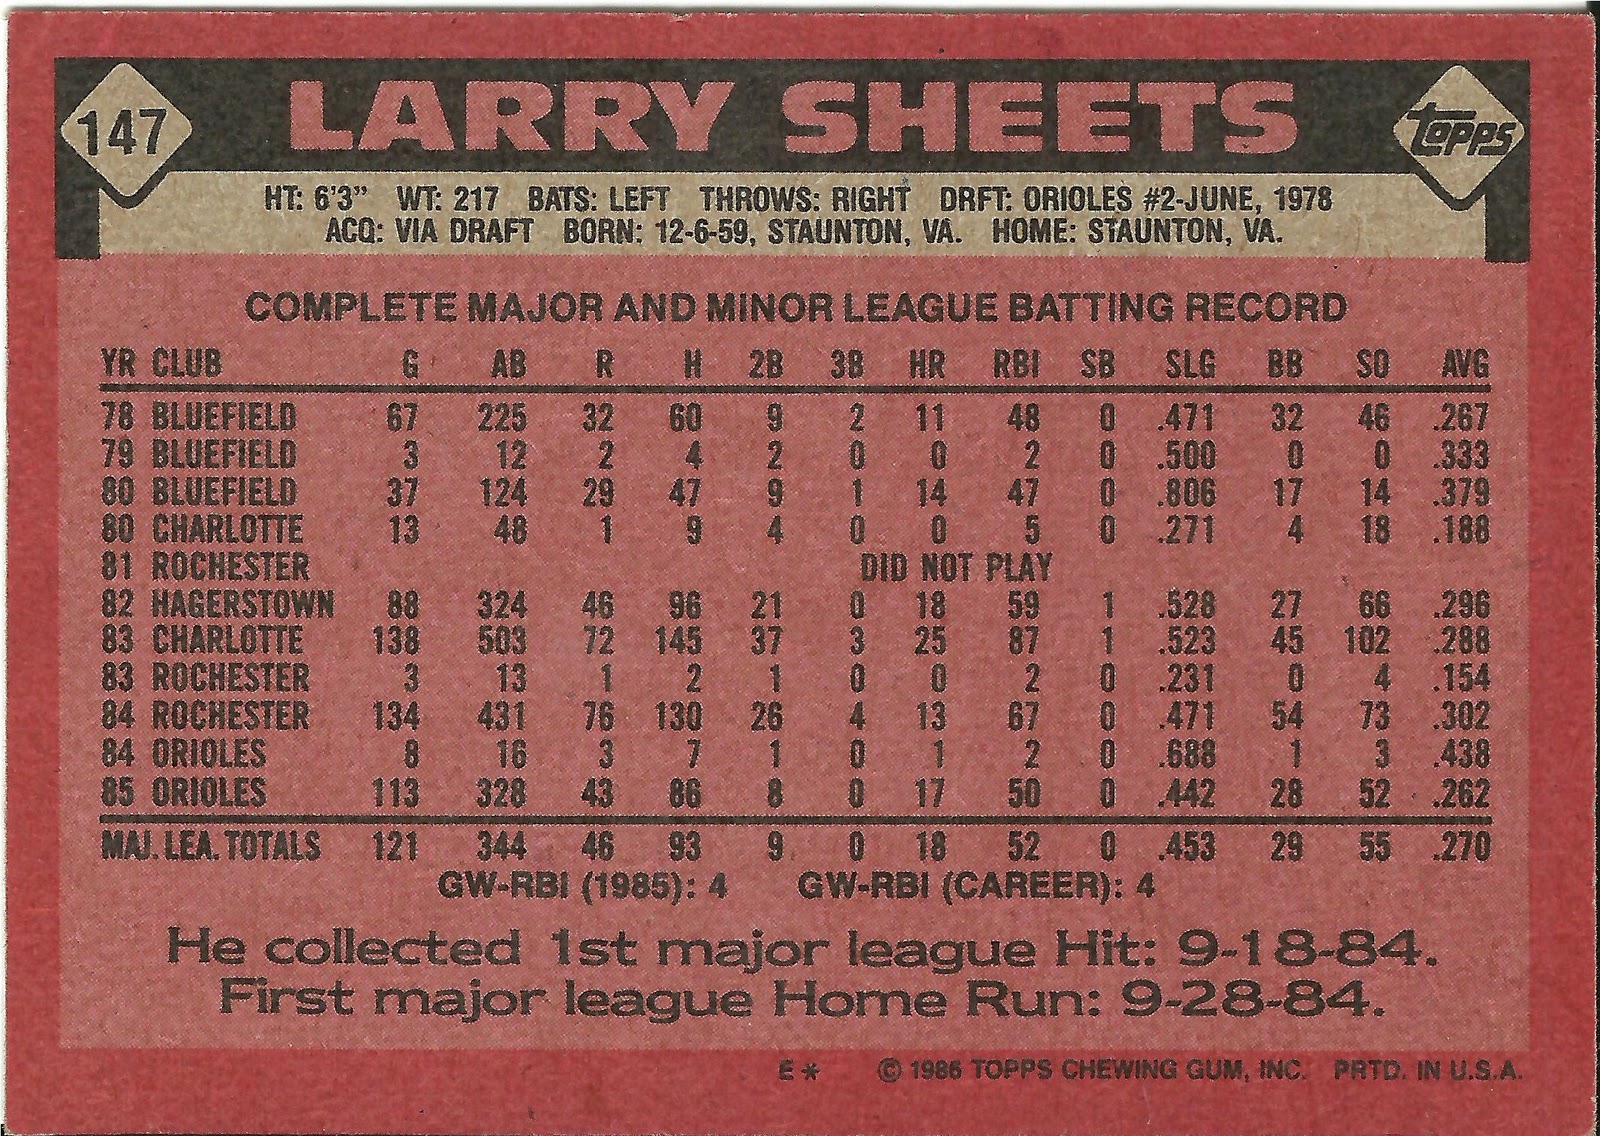 147 LARRY SHEETS topps
HT: 6'3" WT: 217 BATS: LEFT THROWS: RIGHT DRFT: ORIOLES #2-JUNE, 1978
ACQ: VIA DRAFT BORN: 12-6-59, STAUNTON, VA. HOME: STAUNTON, VA.
COMPLETE MAJOR AND MINOR LEAGUE BATTING RECORD
YR CLUB G AB R H 2B 3B HR RBI SB SLG BB SO AVG
78 BLUEFIELD 67 225 32 60 9 2 11 48 0 .471 32 46 .267
79 BLUEFIELD 3 12 2 4 2 0 0 2 0 .500 0 0 .333
80 BLUEFIELD 37 124 29 47 9 1 14 47 0 .806 17 14 .379
80 CHARLOTTE 13 48 1 9 4 0 0 5 0 .271 4 18 .188
81 ROCHESTER DID NOT PLAY
82 HAGERSTOWN 88 324 46 96 21 0 18 59 1 .528 27 66 .296
83 CHARLOTTE 138 503 72 145 37 3 25 87 1 .523 45 102 .288
83 ROCHESTER 3 13 1 2 1 0 0 2 0 .231 0 4 .154
84 ROCHESTER 134 431 76 130 26 4 13 67 0 .471 54 73 .302
84 ORIOLES 8 16 3 7 1 0 1 2 0 .688 1 3 .438
85 ORIOLES 113 328 43 86 8 0 17 50 0 .442 28 52 .262
MAJ. LEA. TOTALS 121 344 46 93 9 0 18 52 0 .453 29 55 .270
GW-RBI (1985): 4 GW-RBI (CAREER): 4
He collected 1st major league Hit: 9-18-84.
First major league Home Run: 9-28-84.
E* © 1986 TOPPS CHEWING GUM, INC. PRTD. IN U.S.A.